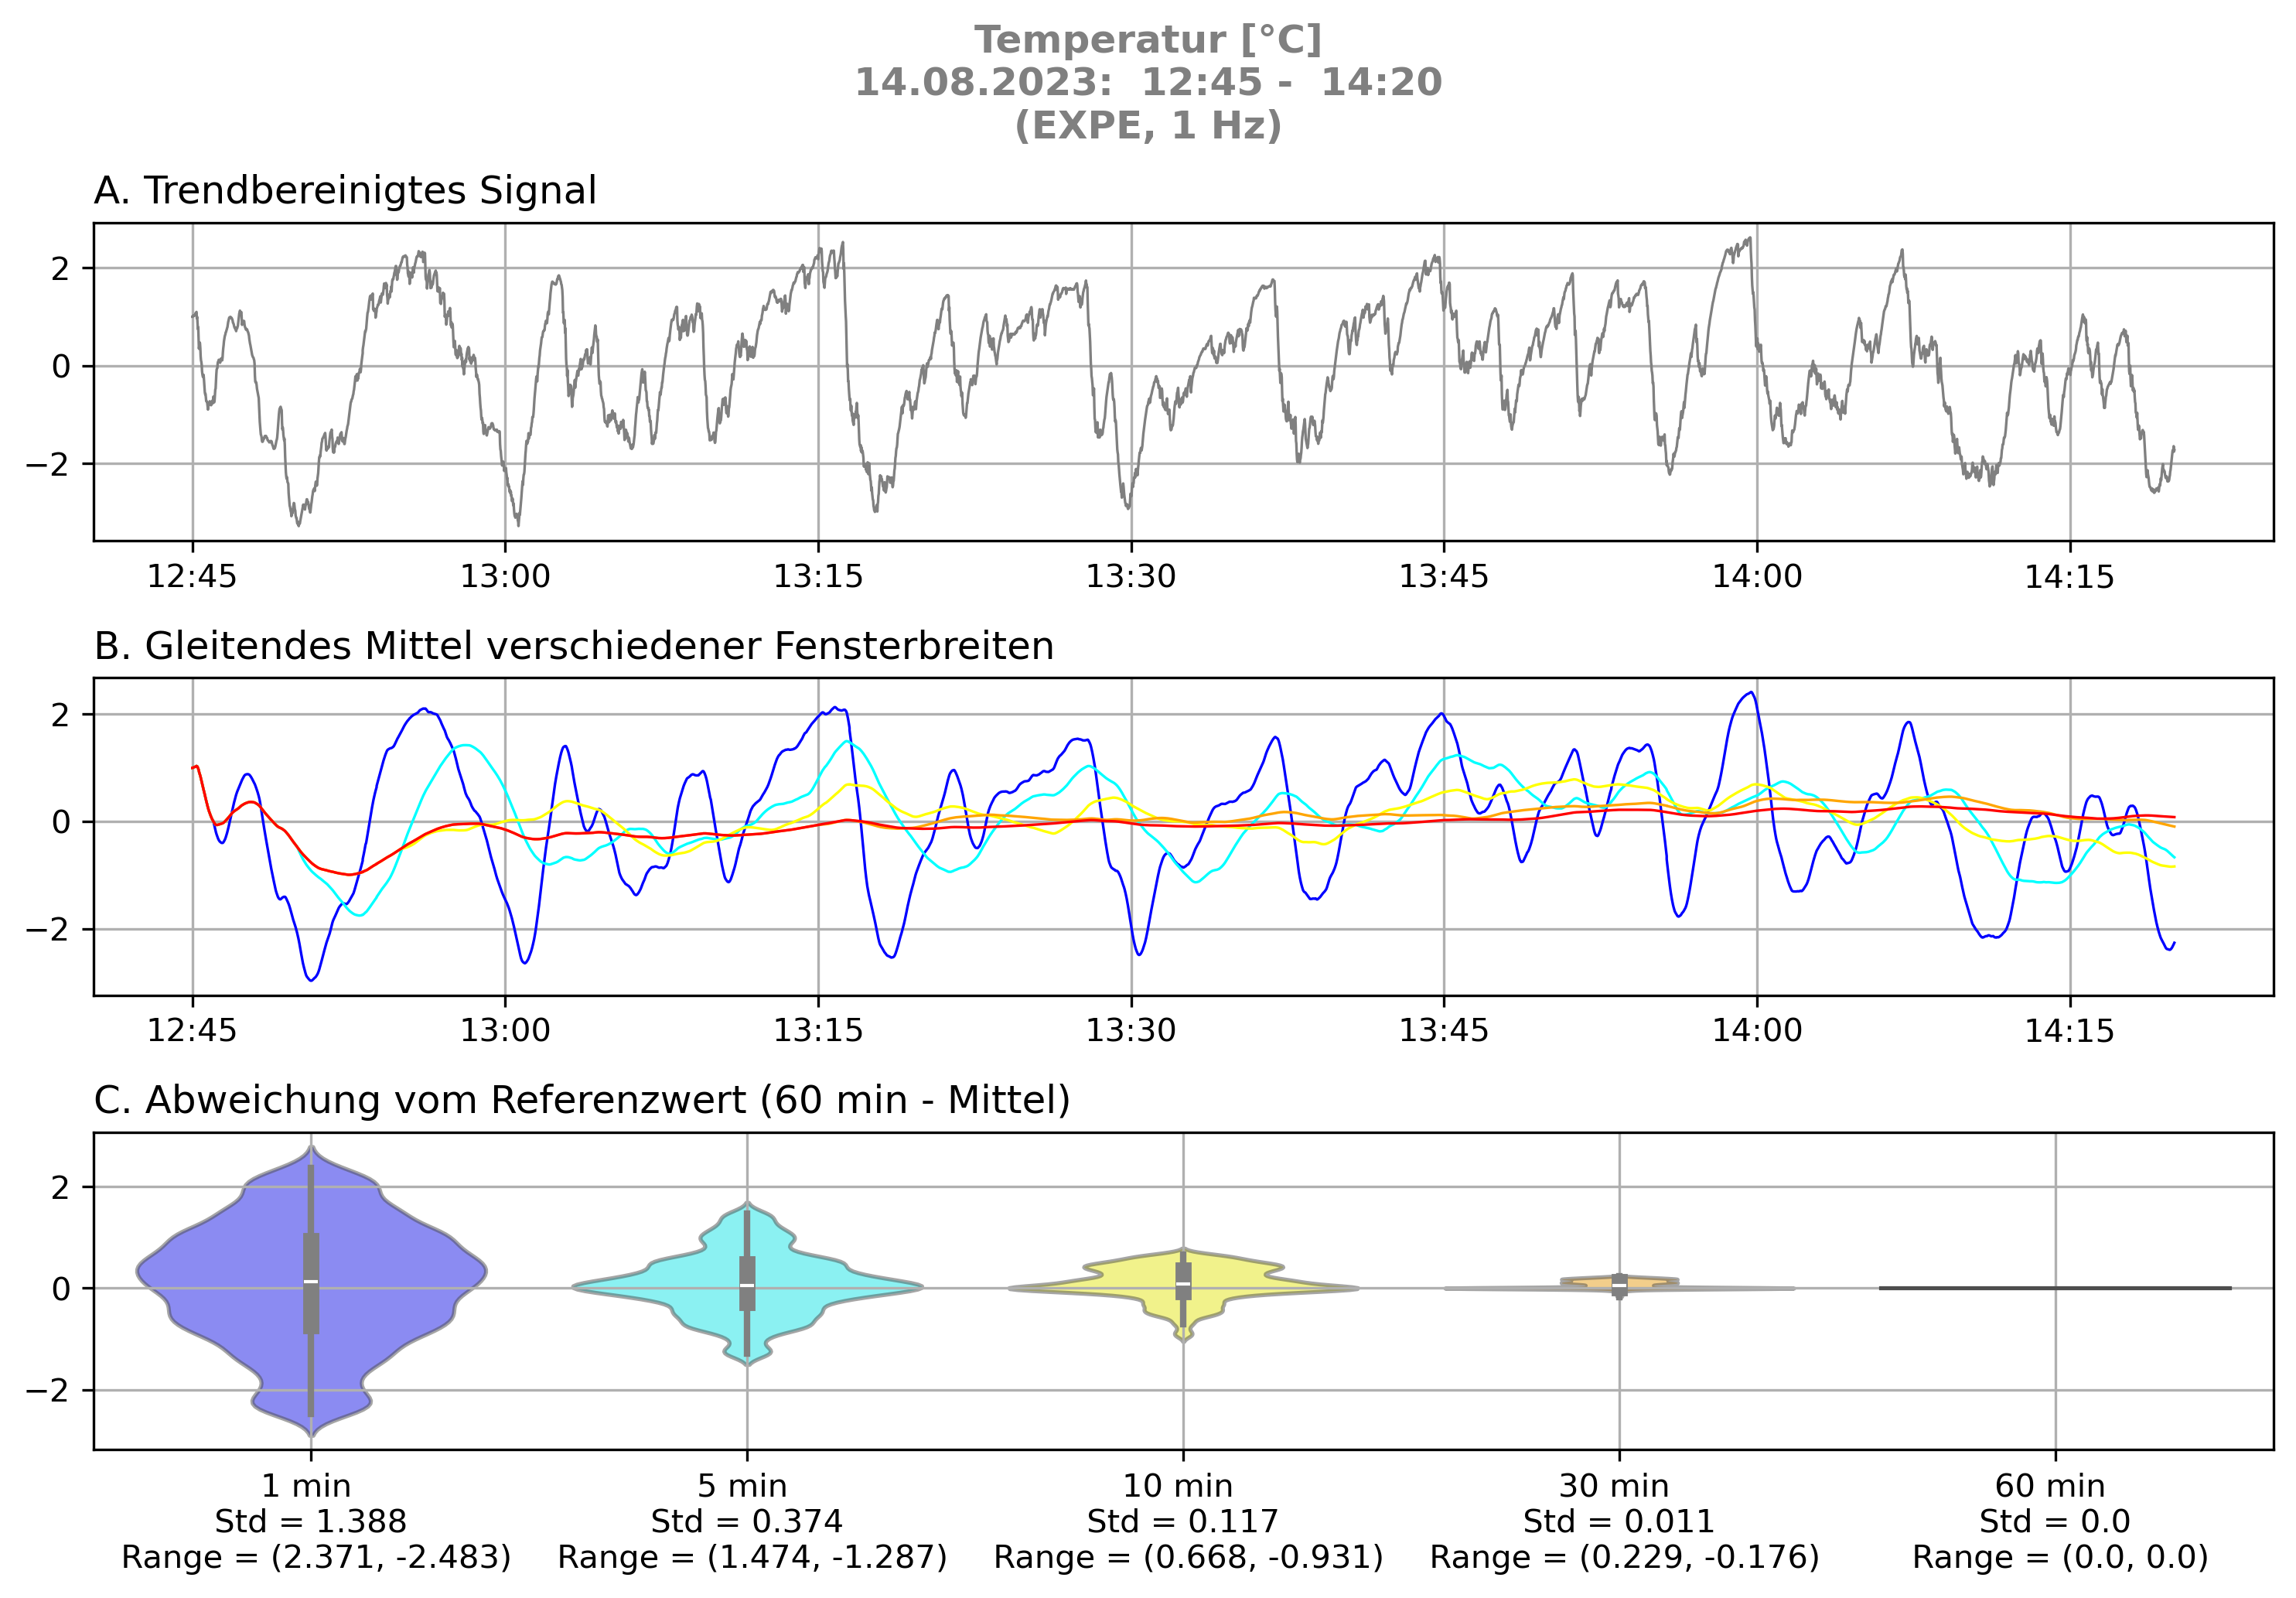 Temperatur [°C]
14.08.2023:  12:45 -  14:20
(EXPE, 1 Hz)
A. Trendbereinigtes Signal
2
0
−2
12:45 13:00 13:15 13:30 13:45 14:00 14:15
B. Gleitendes Mittel verschiedener Fensterbreiten
2
0
−2
12:45 13:00 13:15 13:30 13:45 14:00 14:15
C. Abweichung vom Referenzwert (60 min - Mittel)
2
0
−2
1 min 5 min 10 min 30 min 60 min
Std = 1.388 Std = 0.374 Std = 0.117 Std = 0.011 Std = 0.0
Range = (2.371, -2.483) Range = (1.474, -1.287) Range = (0.668, -0.931) Range = (0.229, -0.176) Range = (0.0, 0.0)